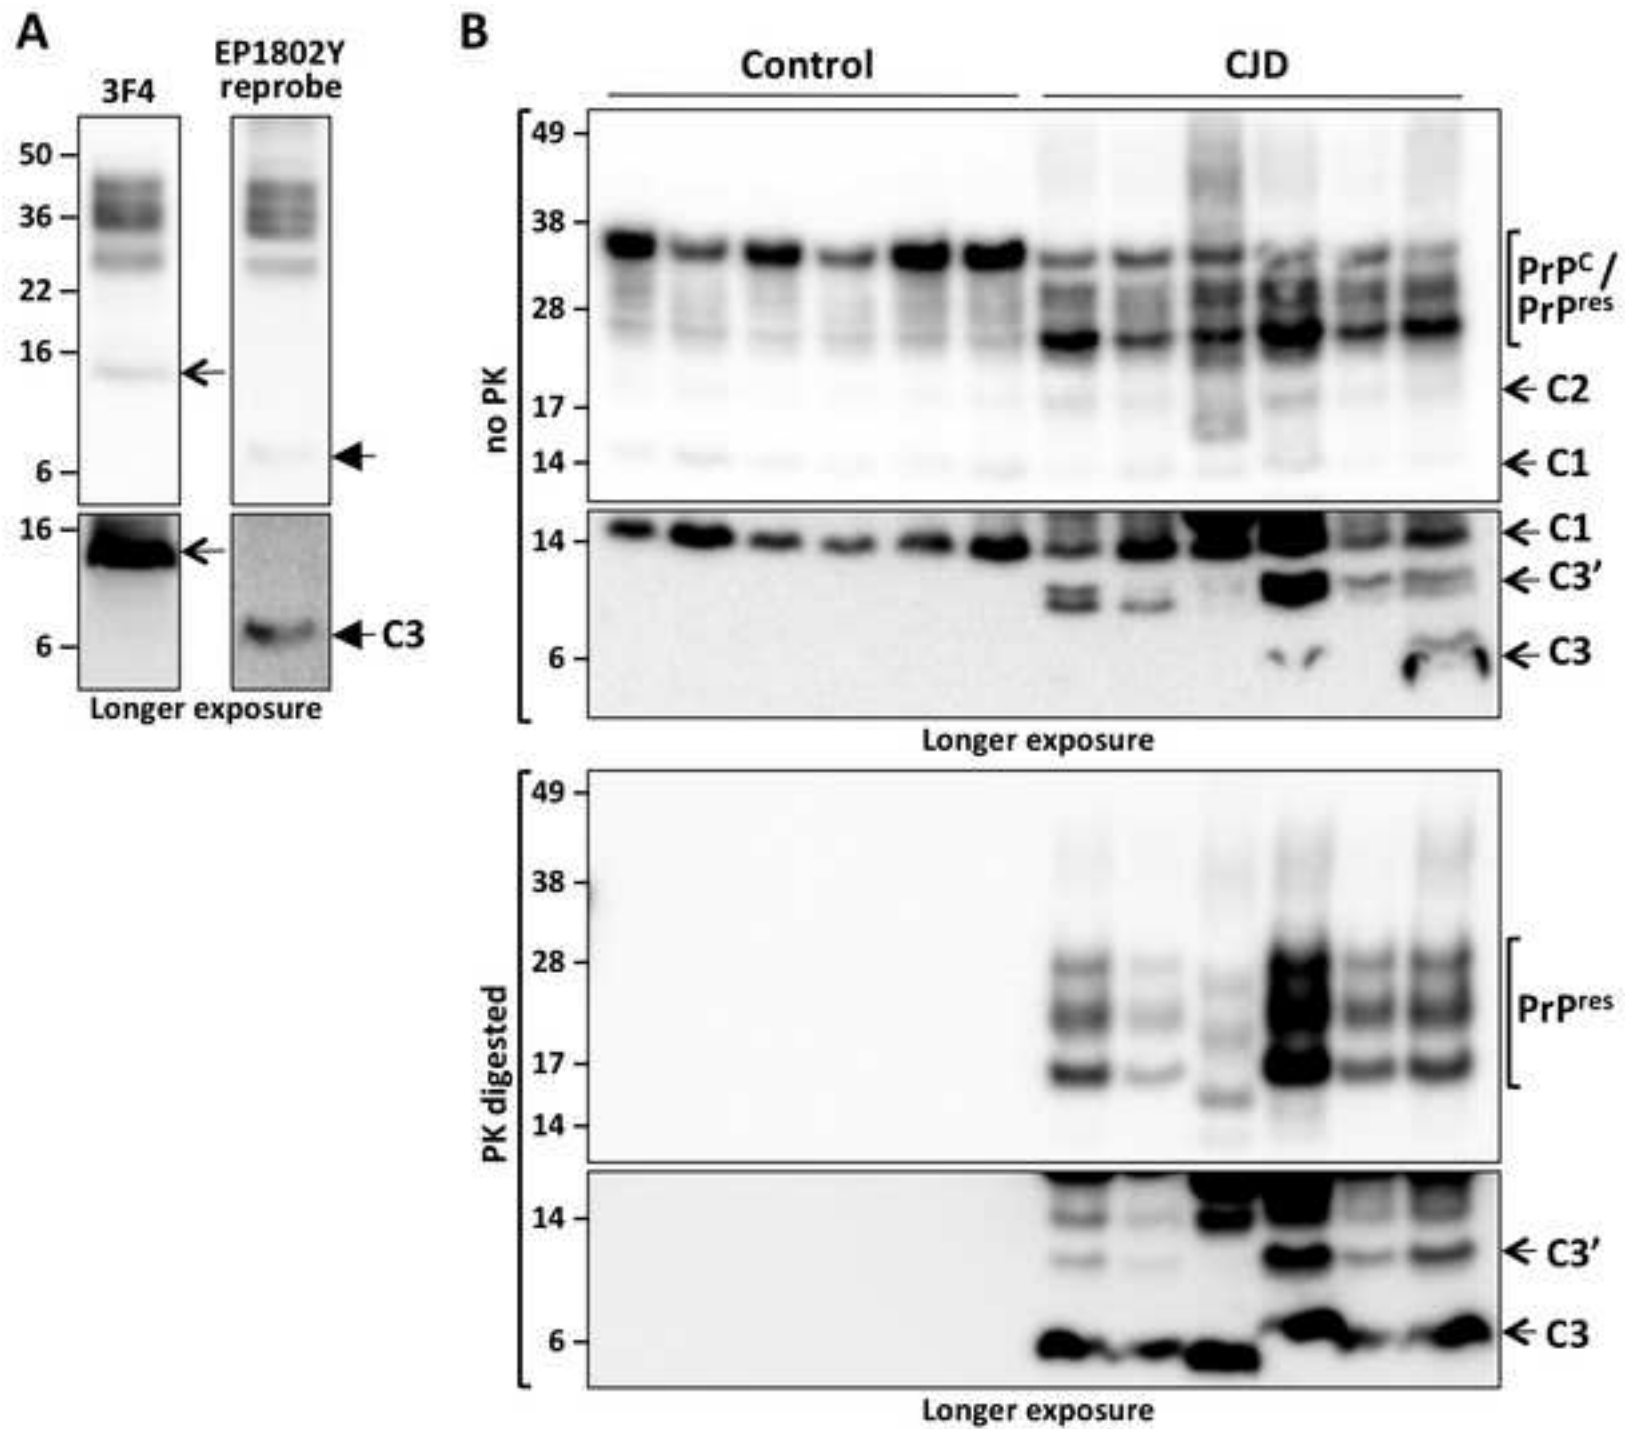 A
3F4
EP1802Y
reprobe
50
36
22
16
6
16
6
C3
Longer exposure
B
Control
CJD
no PK
49
38
28
17
14
PrPC /
PrPres
C2
C1
14
6
C1
C3’
C3
Longer exposure
PK digested
49
38
28
17
14
PrPres
14
6
C3’
C3
Longer exposure